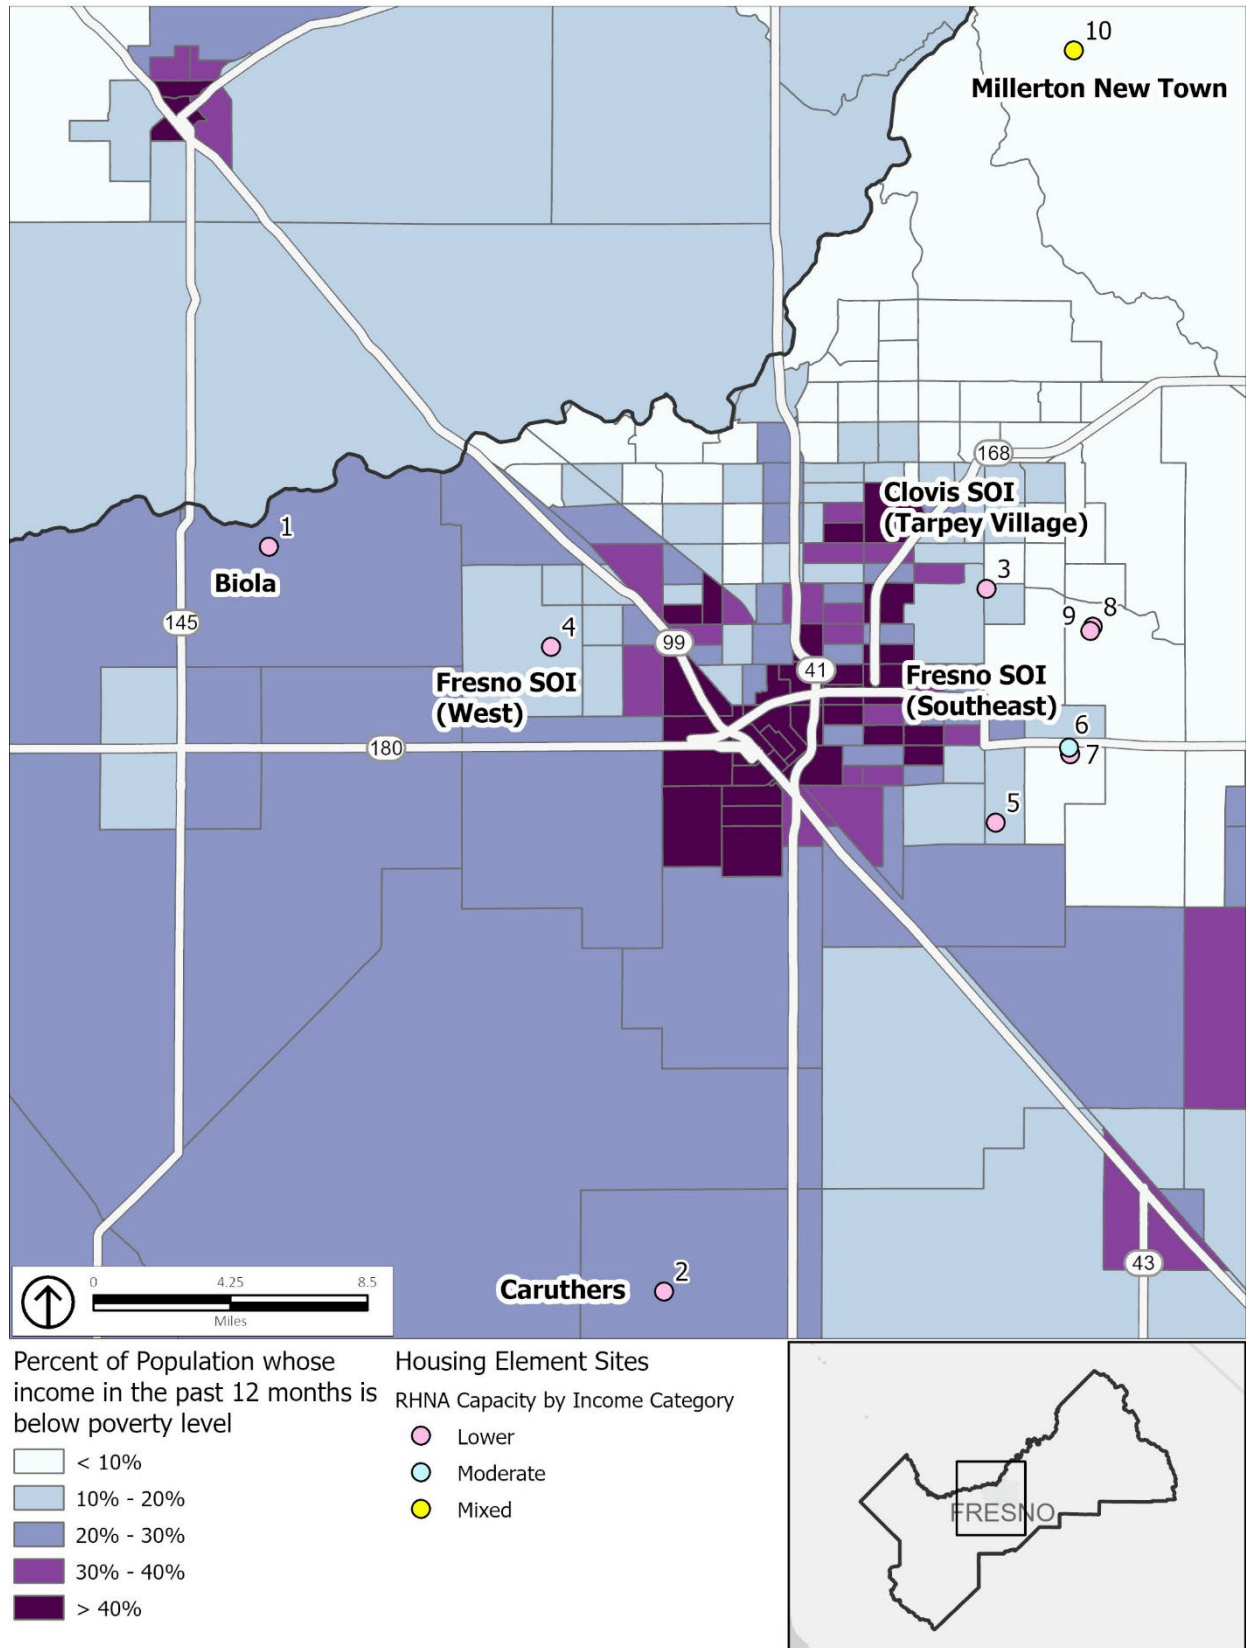 10
Millerton New Town
168
Clovis SOI
(Tarpey Village)
1
Biola
3
8
9
145
4
99
41
Fresno SOI
(West)
Fresno SOI
(Southeast)
6
180
7
5
43
2
Caruthers
0 4.25 8.5
Miles
Percent of Population whose
income in the past 12 months is
below poverty level
< 10%
10% - 20%
20% - 30%
30% - 40%
> 40%
Housing Element Sites
RHNA Capacity by Income Category
Lower
Moderate
Mixed
FRESNO